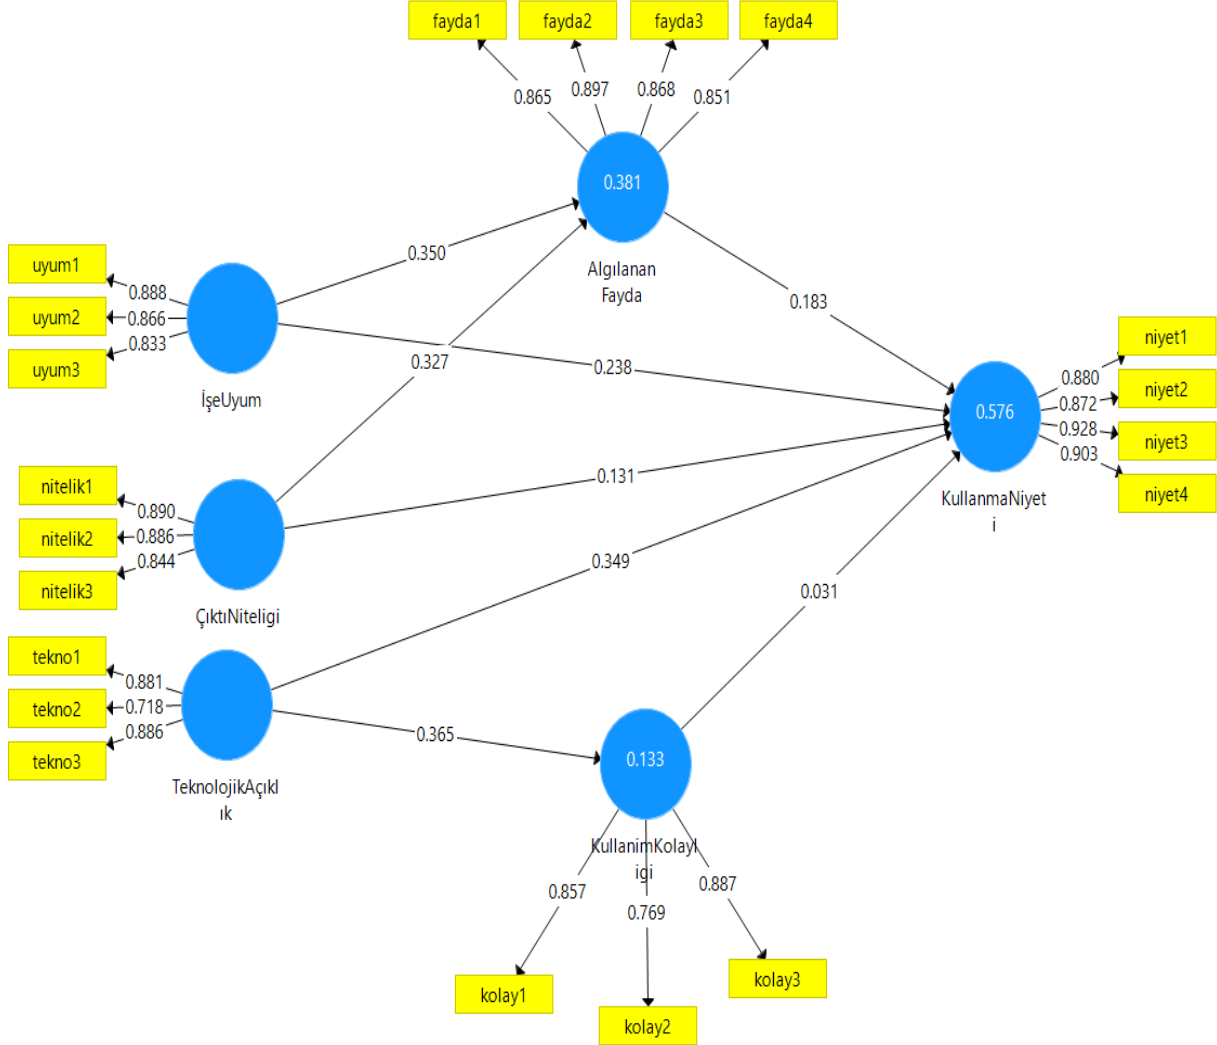 fayda1 fayda2 fayda3 fayda4
0.865 0.897 0.868 0.851
0.381
Algılanan
Fayda
uyum1
uyum2
uyum3
0.888
0.866
0.833
İşeUyum
0.350
0.327
0.238
0.183
nitelik1
nitelik2
nitelik3
0.890
0.886
0.844
ÇıktıNiteligi
0.131
0.576
KullanmaNiyet
i
0.880
0.872
0.928
0.903
niyet1
niyet2
niyet3
niyet4
tekno1
tekno2
tekno3
0.881
0.718
0.886
TeknolojikAçıkl
ık
0.349
0.365
0.031
0.133
KullanimKolayl
igi
0.857
0.769
0.887
kolay1
kolay2
kolay3